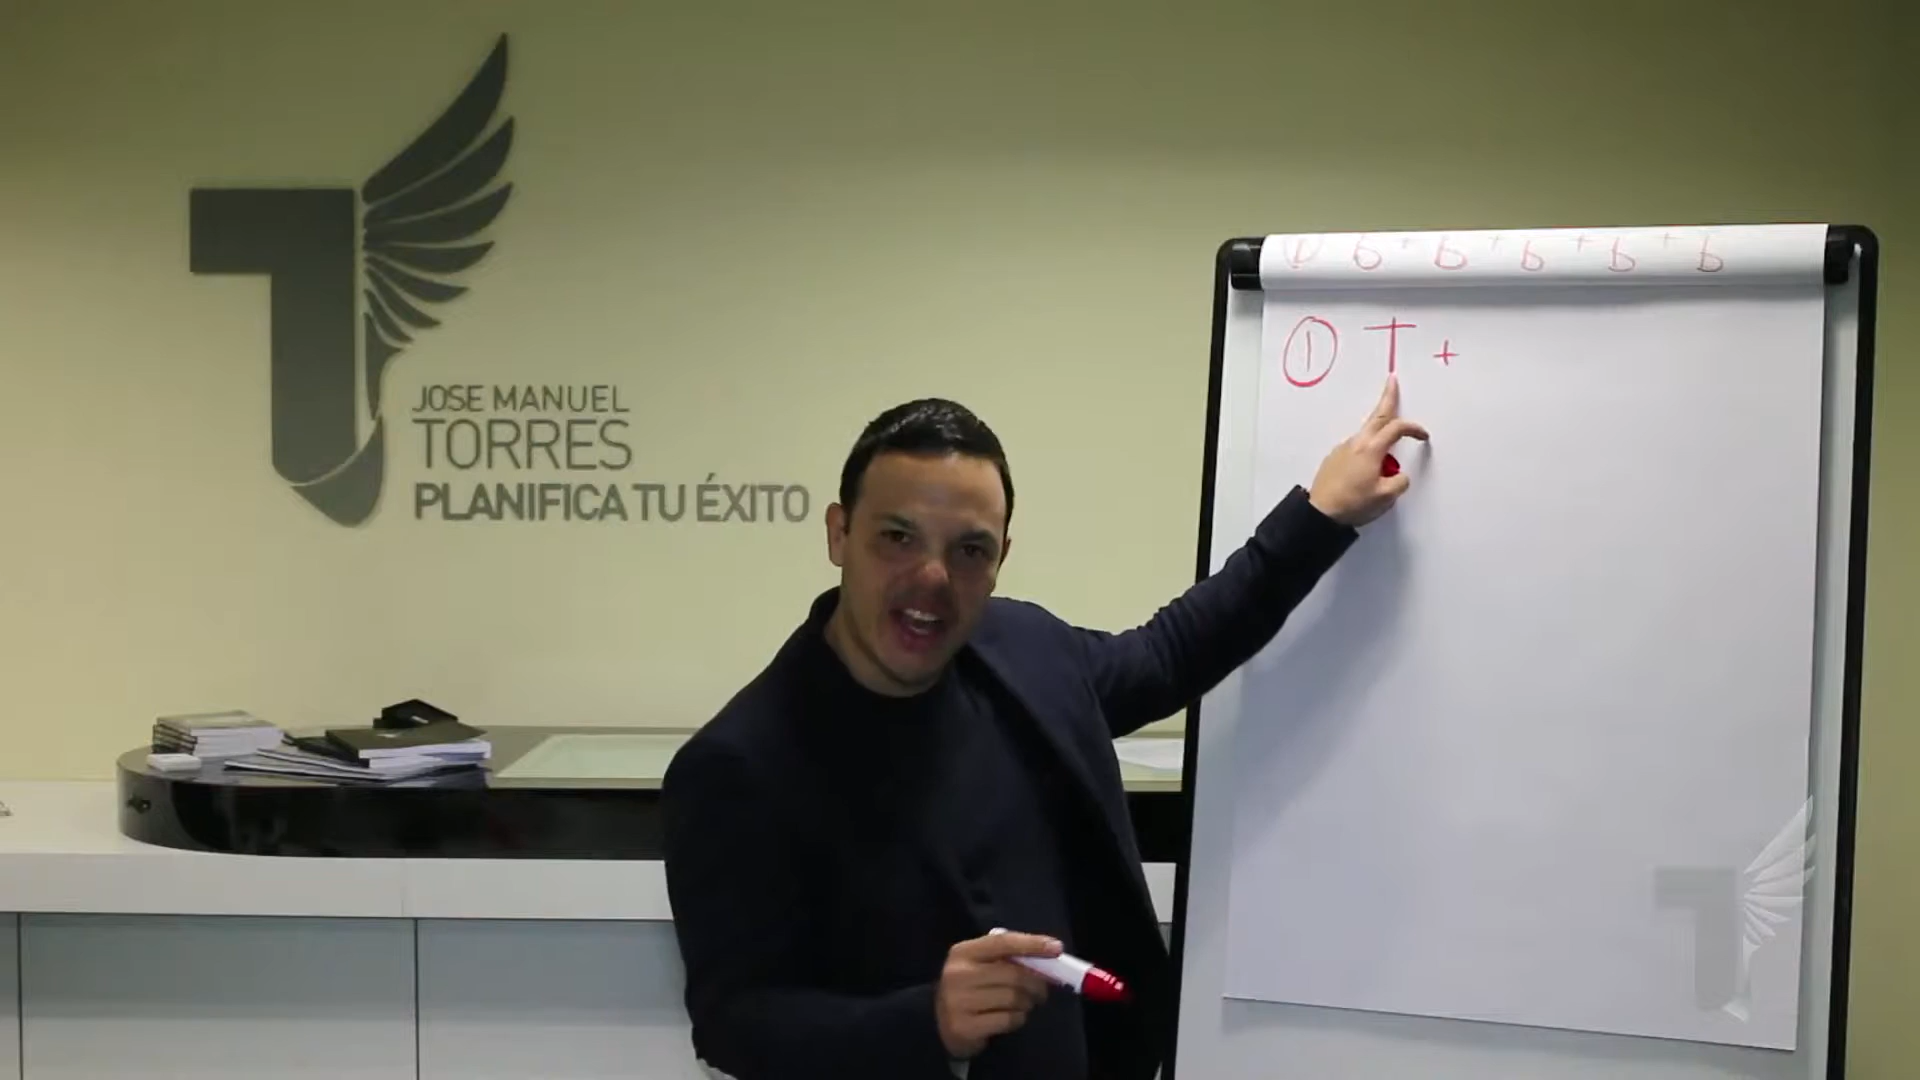 JOSE MANUEL
TORRES
PLANIFICA TU ÉXITO
① T +